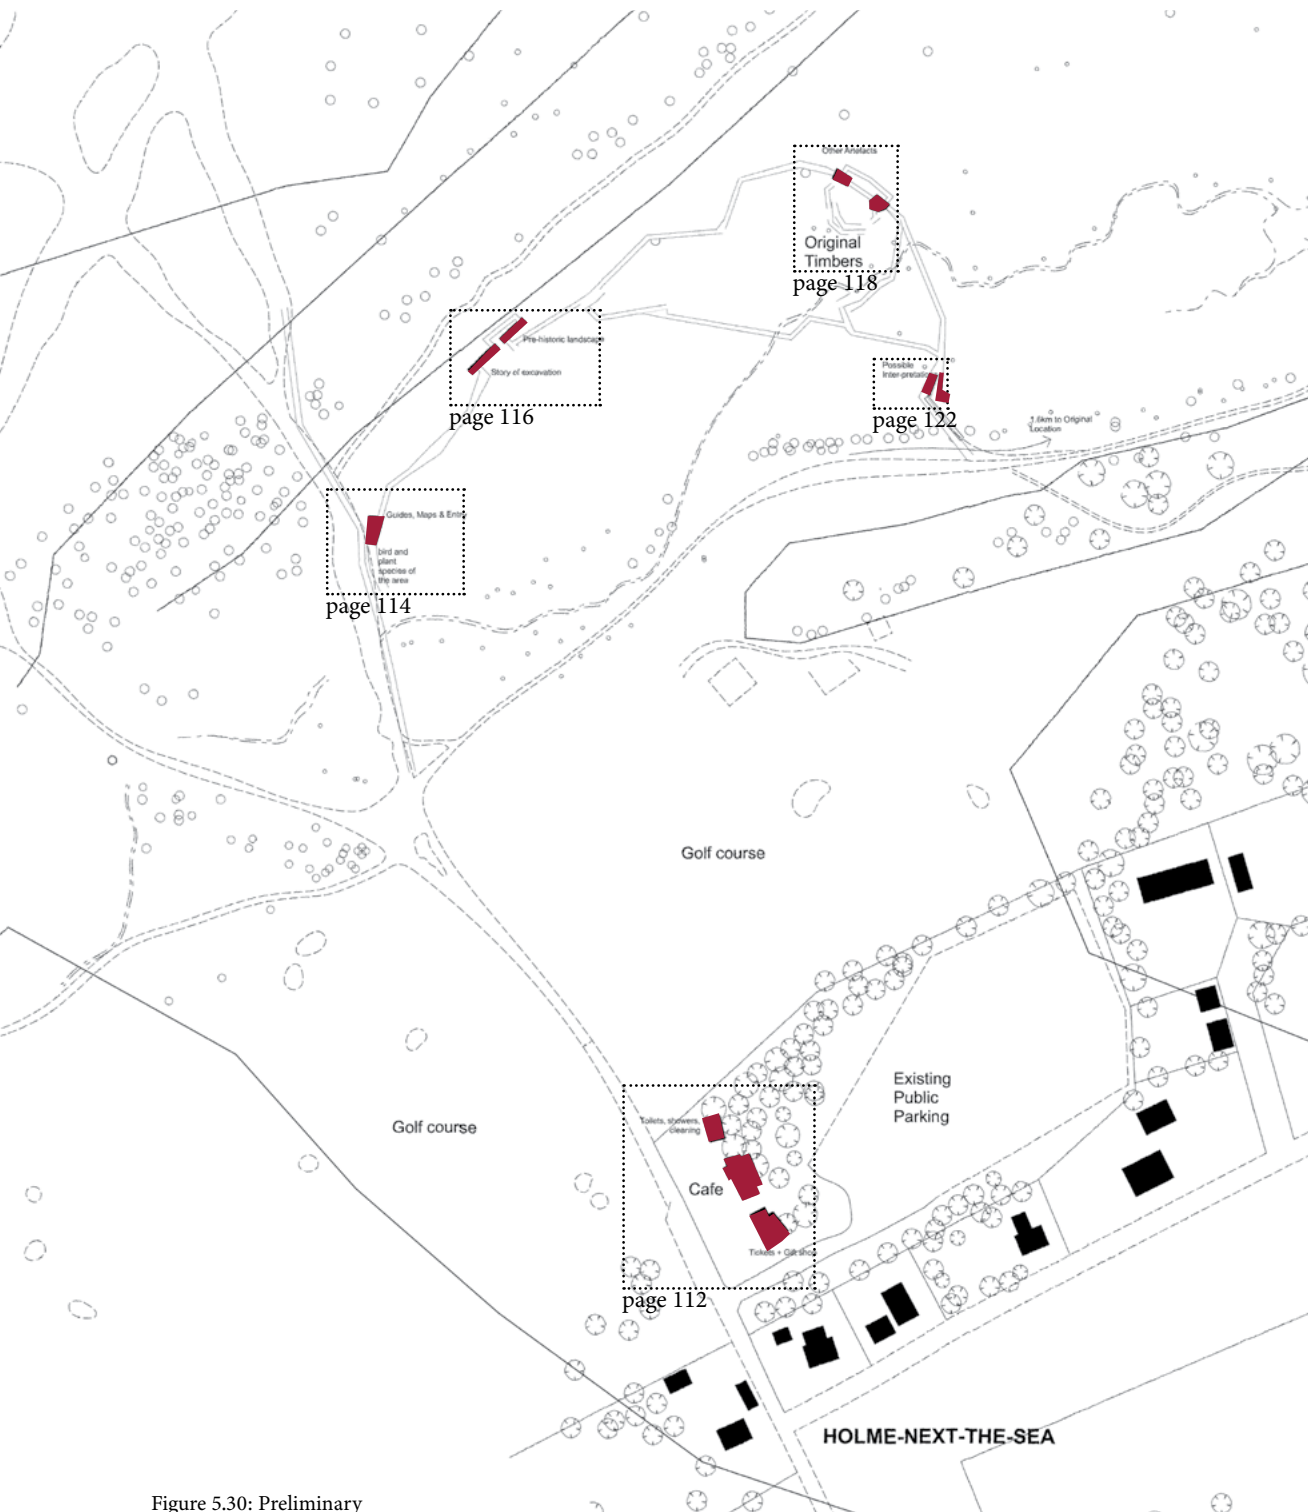 Other Artefacts
Original
Timbers
page 118
Pre-historic landscape
Story of excavation
page 116
Possible
Inter-pretation
page 122
1.6km to Original
Location
Guides, Maps & Entry
bird and
plant
species of
the area
page 114
Golf course
Existing
Public
Parking
Golf course
Toilets, showers,
cleaning
Cafe
Tickets + Gift shop
page 112
HOLME-NEXT-THE-SEA
Figure 5.30: Preliminary